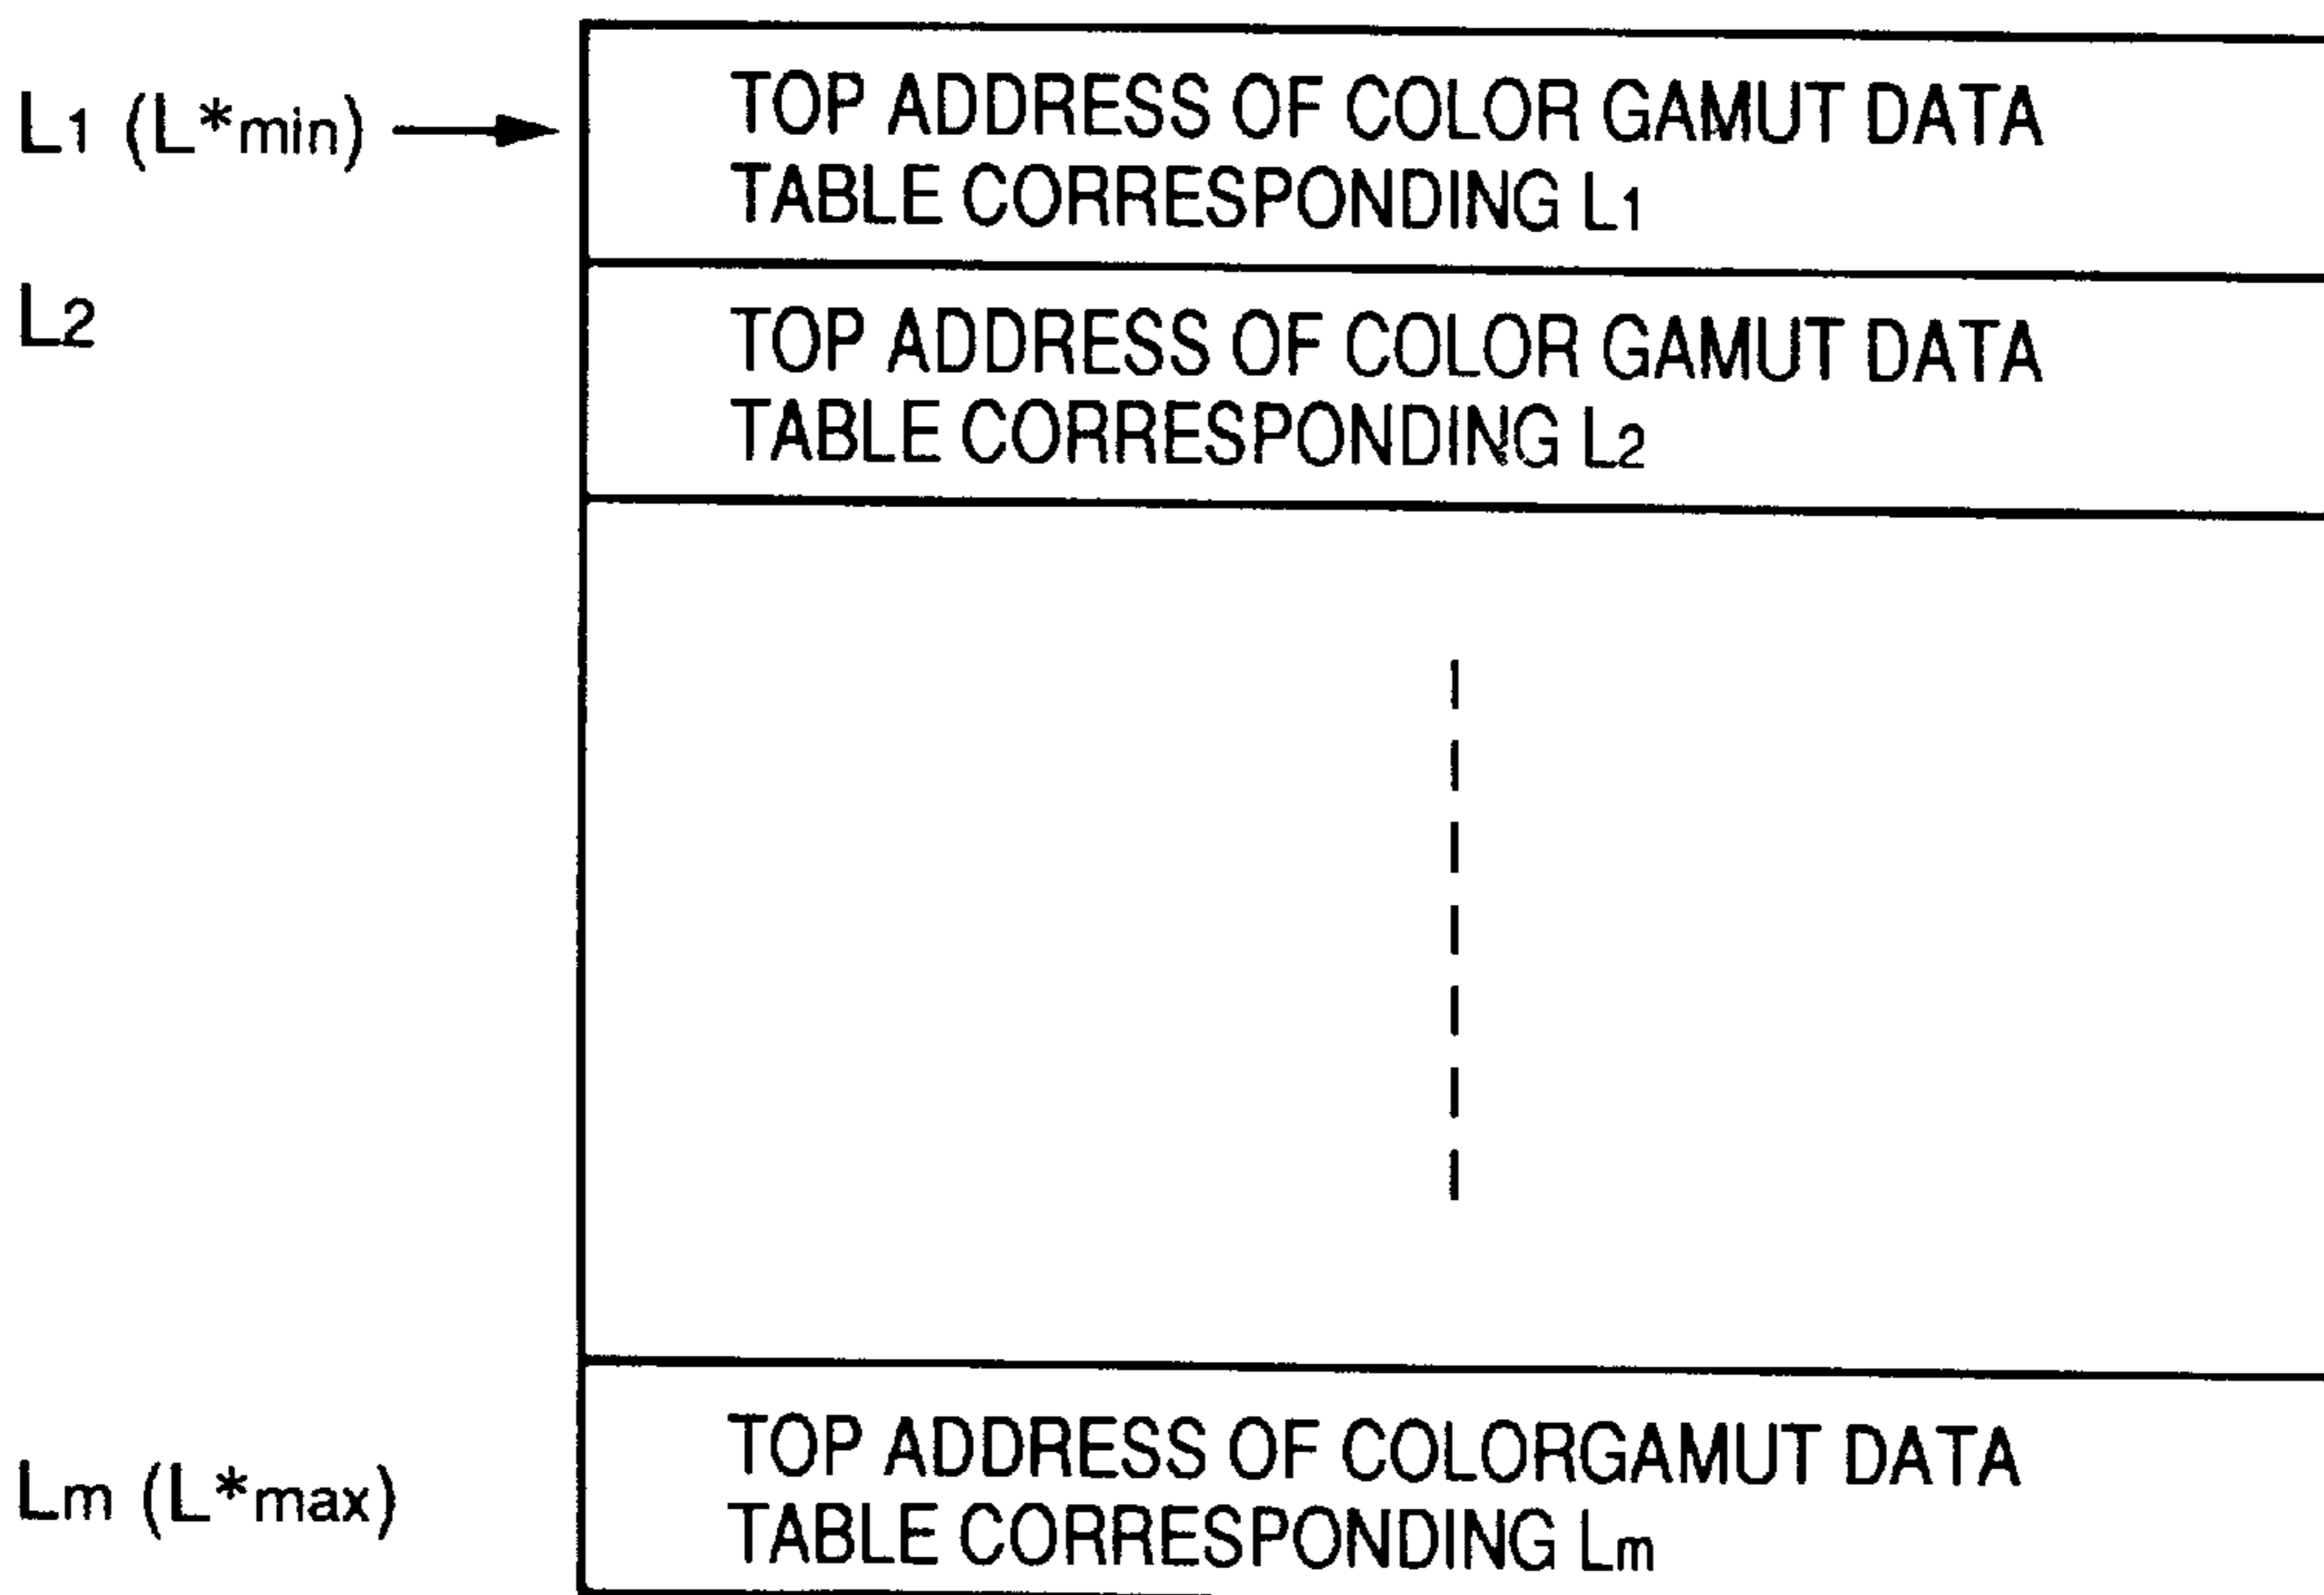 L1 (L*min)
TOP ADDRESS OF COLOR GAMUT DATA
TABLE CORRESPONDING L1
L2
TOP ADDRESS OF COLOR GAMUT DATA
TABLE CORRESPONDING L2
Lm (L*max)
TOP ADDRESS OF COLORGAMUT DATA
TABLE CORRESPONDING Lm